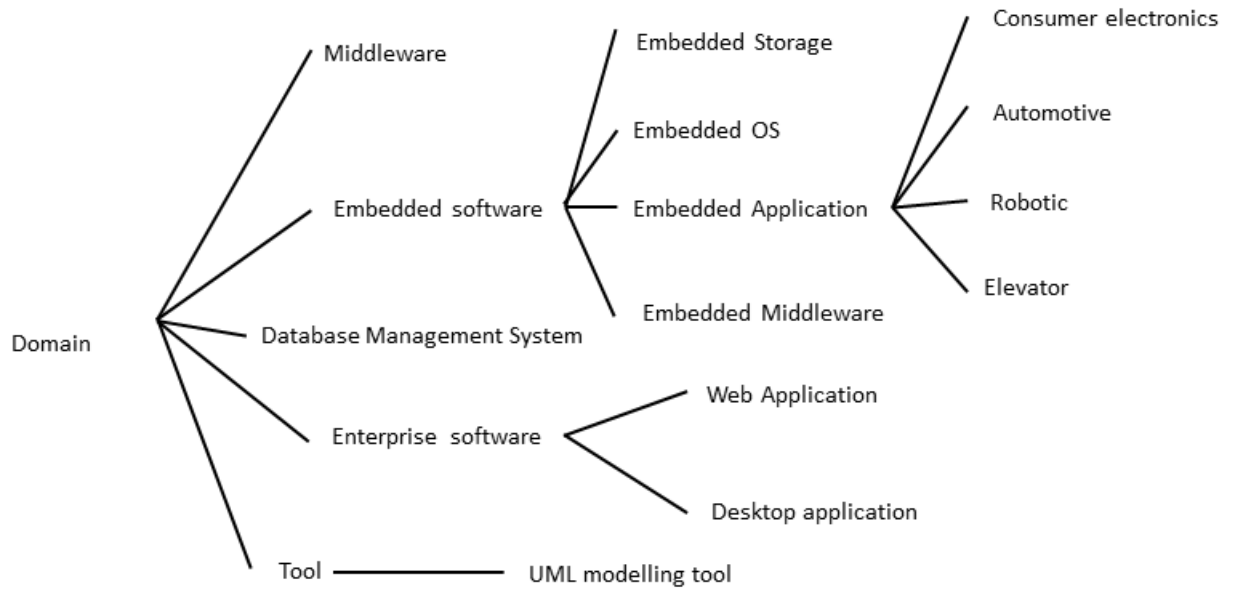 Domain
Middleware
Embedded software
Embedded Storage
Embedded OS
Embedded Application
Consumer electronics
Automotive
Robotic
Elevator
Embedded Middleware
Database Management System
Enterprise software
Web Application
Desktop application
Tool
UML modelling tool